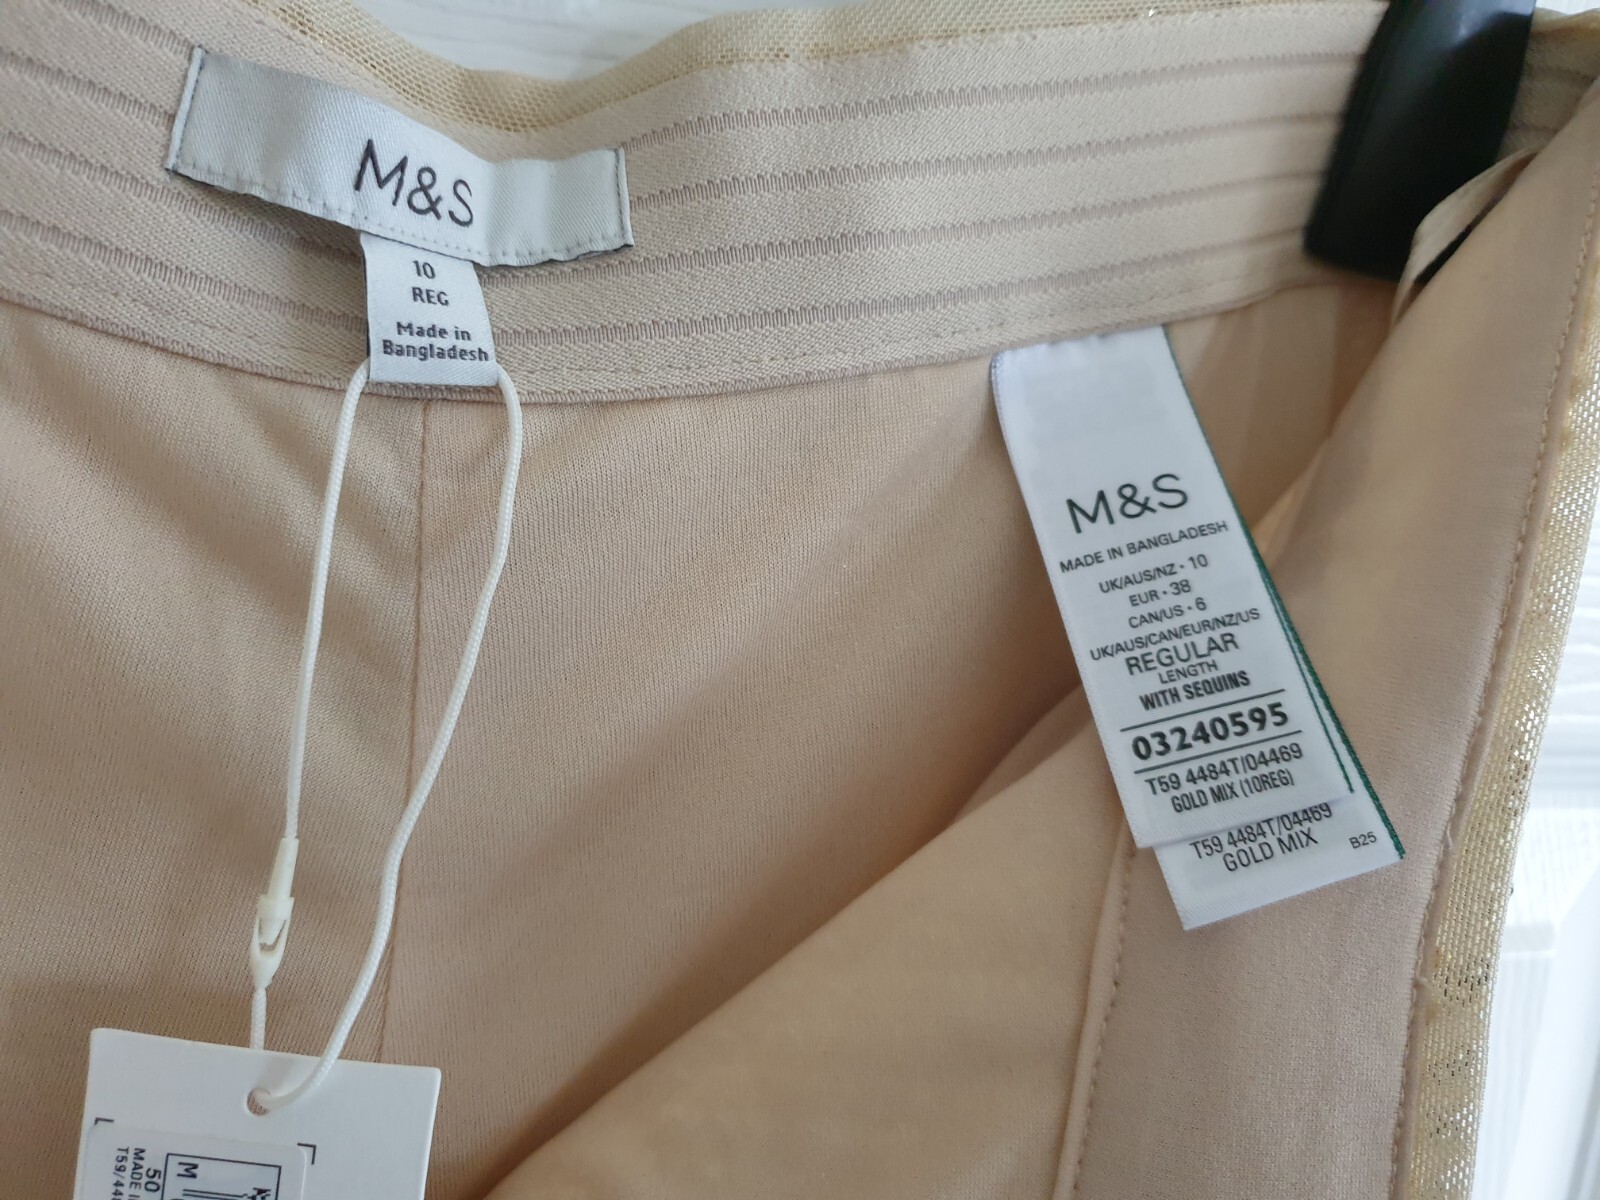 M&S
10
REG
Made in
Bangladesh
M&S
MADE IN BANGLADESH
UK/AUS/NZ • 10
EUR • 38
CAN/US • 6
UK/AUS/CAN/EUR/NZ/US
REGULAR
LENGTH
WITH SEQUINS
03240595
T59 4484T/04469
GOLD MIX (10REG)
T59 4484T/04469
GOLD MIX
B25
M
50
MADE